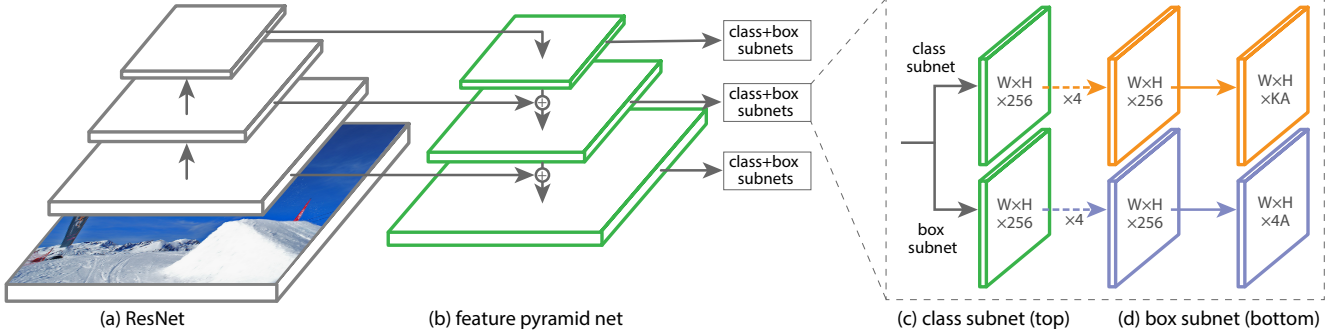 class+box
subnets
class+box
subnets
class+box
subnets
class
subnet
W×H
×256
×4
W×H
×256
W×H
×KA
box
subnet
W×H
×256
×4
W×H
×256
W×H
×4A
(a) ResNet
(b) feature pyramid net
(c) class subnet (top)
(d) box subnet (bottom)